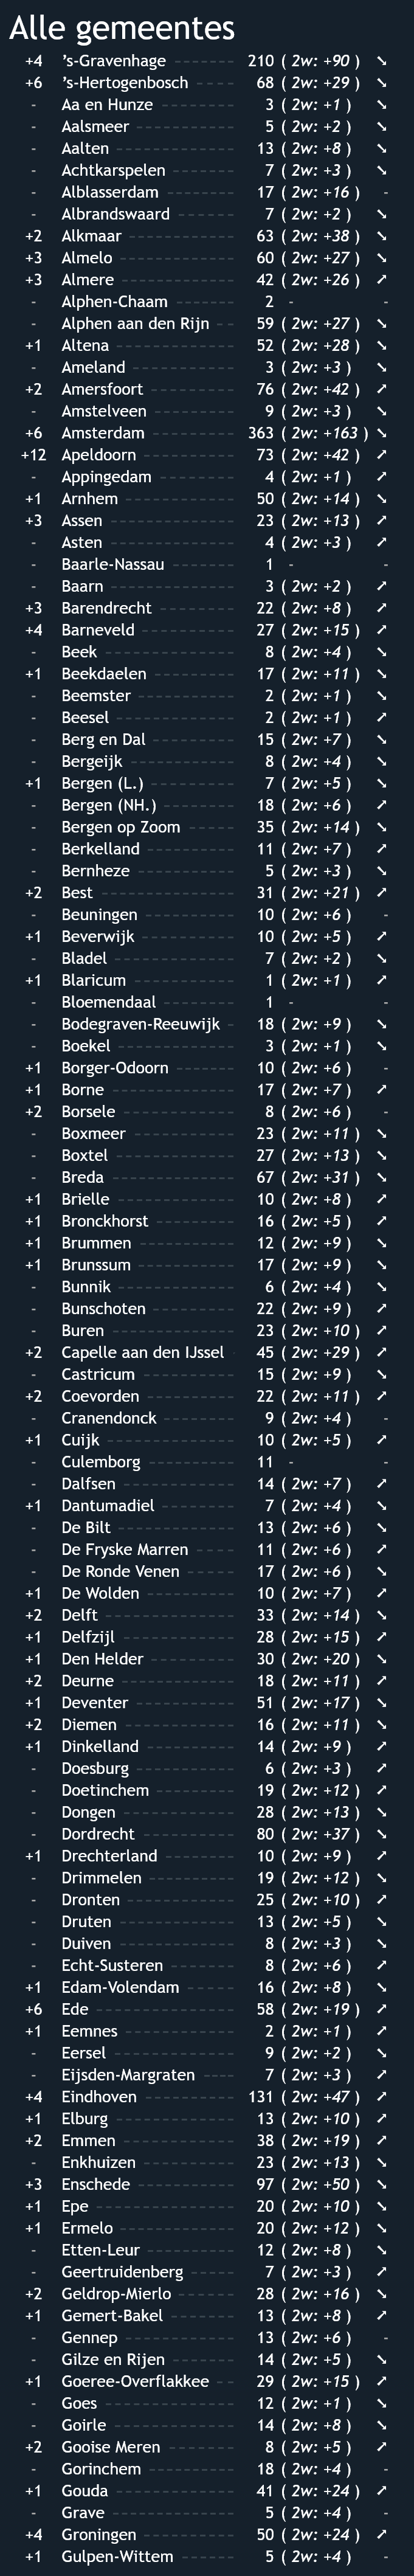 Alle gemeentes
+4 ’s-Gravenhage ------ 210 ( 2w: +90 ) ➘
+6 ’s-Hertogenbosch ---- 68 ( 2w: +29 ) ➘
- Aa en Hunze ------- 3 ( 2w: +1 ) ➘
- Aalsmeer --------- 5 ( 2w: +2 ) ➘
- Aalten ----------- 13 ( 2w: +8 ) ➘
- Achtkarspelen ------ 7 ( 2w: +3 ) ➘
- Alblasserdam ------- 17 ( 2w: +16 ) -
- Albrandswaard ------ 7 ( 2w: +2 ) ➘
+2 Alkmaar ---------- 63 ( 2w: +38 ) ➘
+3 Almelo ----------- 60 ( 2w: +27 ) ➘
+3 Almere ----------- 42 ( 2w: +26 ) ➚
- Alphen-Chaam ------ 2 - -
- Alphen aan den Rijn -- 59 ( 2w: +27 ) ➘
+1 Altena ----------- 52 ( 2w: +28 ) ➘
- Ameland --------- 3 ( 2w: +3 ) ➘
+2 Amersfoort -------- 76 ( 2w: +42 ) ➚
- Amstelveen -------- 9 ( 2w: +3 ) ➘
+6 Amsterdam -------- 363 ( 2w: +163 ) ➘
+12 Apeldoorn -------- 73 ( 2w: +42 ) ➚
- Appingedam ------- 4 ( 2w: +1 ) ➘
+1 Arnhem ---------- 50 ( 2w: +14 ) ➘
+3 Assen ----------- 23 ( 2w: +13 ) ➚
- Asten ----------- 4 ( 2w: +3 ) ➚
- Baarle-Nassau ------ 1 - -
- Baarn ----------- 3 ( 2w: +2 ) ➚
+3 Barendrecht ------- 22 ( 2w: +8 ) ➚
+4 Barneveld --------- 27 ( 2w: +15 ) ➚
- Beek ------------ 8 ( 2w: +4 ) ➘
+1 Beekdaelen -------- 17 ( 2w: +11 ) ➘
- Beemster --------- 2 ( 2w: +1 ) ➘
- Beesel ----------- 2 ( 2w: +1 ) ➚
- Berg en Dal -------- 15 ( 2w: +7 ) ➘
- Bergeijk ---------- 8 ( 2w: +4 ) ➘
+1 Bergen (L.) -------- 7 ( 2w: +5 ) ➘
- Bergen (NH.) ------- 18 ( 2w: +6 ) ➚
- Bergen op Zoom ----- 35 ( 2w: +14 ) ➘
- Berkelland -------- 11 ( 2w: +7 ) ➚
- Bernheze --------- 5 ( 2w: +3 ) ➘
+2 Best ------------ 31 ( 2w: +21 ) ➚
- Beuningen -------- 10 ( 2w: +6 ) -
+1 Beverwijk --------- 10 ( 2w: +5 ) ➚
- Bladel ----------- 7 ( 2w: +2 ) ➘
+1 Blaricum --------- 1 ( 2w: +1 ) ➚
- Bloemendaal ------- 1 - -
- Bodegraven-Reeuwijk - 18 ( 2w: +9 ) ➘
- Boekel ----------- 3 ( 2w: +1 ) ➘
+1 Borger-Odoorn ------ 10 ( 2w: +6 ) -
+1 Borne ----------- 17 ( 2w: +7 ) ➚
+2 Borsele ---------- 8 ( 2w: +6 ) -
- Boxmeer --------- 23 ( 2w: +11 ) ➘
- Boxtel ----------- 27 ( 2w: +13 ) ➘
- Breda ----------- 67 ( 2w: +31 ) ➘
+1 Brielle ---------- 10 ( 2w: +8 ) ➚
+1 Bronckhorst ------- 16 ( 2w: +5 ) ➚
+1 Brummen --------- 12 ( 2w: +9 ) ➘
+1 Brunssum --------- 17 ( 2w: +9 ) ➘
- Bunnik ---------- 6 ( 2w: +4 ) ➘
- Bunschoten -------- 22 ( 2w: +9 ) ➚
- Buren ----------- 23 ( 2w: +10 ) ➚
+2 Capelle aan den IJssel - 45 ( 2w: +29 ) ➚
- Castricum --------- 15 ( 2w: +9 ) ➘
+2 Coevorden -------- 22 ( 2w: +11 ) ➚
- Cranendonck ------- 9 ( 2w: +4 ) -
+1 Cuijk ----------- 10 ( 2w: +5 ) ➚
- Culemborg -------- 11 - -
- Dalfsen ---------- 14 ( 2w: +7 ) ➚
+1 Dantumadiel ------- 7 ( 2w: +4 ) ➘
- De Bilt ---------- 13 ( 2w: +6 ) ➘
- De Fryske Marren ---- 11 ( 2w: +6 ) ➚
- De Ronde Venen ----- 17 ( 2w: +6 ) ➘
+1 De Wolden -------- 10 ( 2w: +7 ) ➚
+2 Delft ----------- 33 ( 2w: +14 ) ➘
+1 Delfzijl ---------- 28 ( 2w: +15 ) ➚
+1 Den Helder -------- 30 ( 2w: +20 ) ➘
+2 Deurne ---------- 18 ( 2w: +11 ) ➚
+1 Deventer --------- 51 ( 2w: +17 ) ➘
+2 Diemen ---------- 16 ( 2w: +11 ) ➘
+1 Dinkelland -------- 14 ( 2w: +9 ) ➚
- Doesburg --------- 6 ( 2w: +3 ) ➚
- Doetinchem ------- 19 ( 2w: +12 ) ➚
- Dongen ---------- 28 ( 2w: +13 ) ➘
- Dordrecht -------- 80 ( 2w: +37 ) ➘
+1 Drechterland ------- 10 ( 2w: +9 ) ➚
- Drimmelen -------- 19 ( 2w: +12 ) ➘
- Dronten ---------- 25 ( 2w: +10 ) ➚
- Druten ---------- 13 ( 2w: +5 ) ➘
- Duiven ---------- 8 ( 2w: +3 ) ➘
- Echt-Susteren ------ 8 ( 2w: +6 ) ➚
+1 Edam-Volendam ----- 16 ( 2w: +8 ) ➘
+6 Ede ------------ 58 ( 2w: +19 ) ➚
+1 Eemnes ---------- 2 ( 2w: +1 ) ➚
- Eersel ----------- 9 ( 2w: +2 ) ➘
- Eijsden-Margraten --- 7 ( 2w: +3 ) ➚
+4 Eindhoven -------- 131 ( 2w: +47 ) ➚
+1 Elburg ----------- 13 ( 2w: +10 ) ➚
+2 Emmen ---------- 38 ( 2w: +19 ) ➚
- Enkhuizen -------- 23 ( 2w: +13 ) ➘
+3 Enschede --------- 97 ( 2w: +50 ) ➘
+1 Epe ------------ 20 ( 2w: +10 ) ➘
+1 Ermelo ---------- 20 ( 2w: +12 ) ➘
- Etten-Leur -------- 12 ( 2w: +8 ) ➘
- Geertruidenberg ---- 7 ( 2w: +3 ) ➚
+2 Geldrop-Mierlo ----- 28 ( 2w: +16 ) ➘
+1 Gemert-Bakel ------ 13 ( 2w: +8 ) ➚
- Gennep ---------- 13 ( 2w: +6 ) -
- Gilze en Rijen ------ 14 ( 2w: +5 ) ➘
+1 Goeree-Overflakkee -- 29 ( 2w: +15 ) ➚
- Goes ------------ 12 ( 2w: +1 ) ➘
- Goirle ----------- 14 ( 2w: +8 ) ➘
+2 Gooise Meren ------ 8 ( 2w: +5 ) ➚
- Gorinchem -------- 18 ( 2w: +4 ) -
+1 Gouda ----------- 41 ( 2w: +24 ) ➚
- Grave ----------- 5 ( 2w: +4 ) -
+4 Groningen -------- 50 ( 2w: +24 ) ➚
+1 Gulpen-Wittem ----- 5 ( 2w: +4 ) -